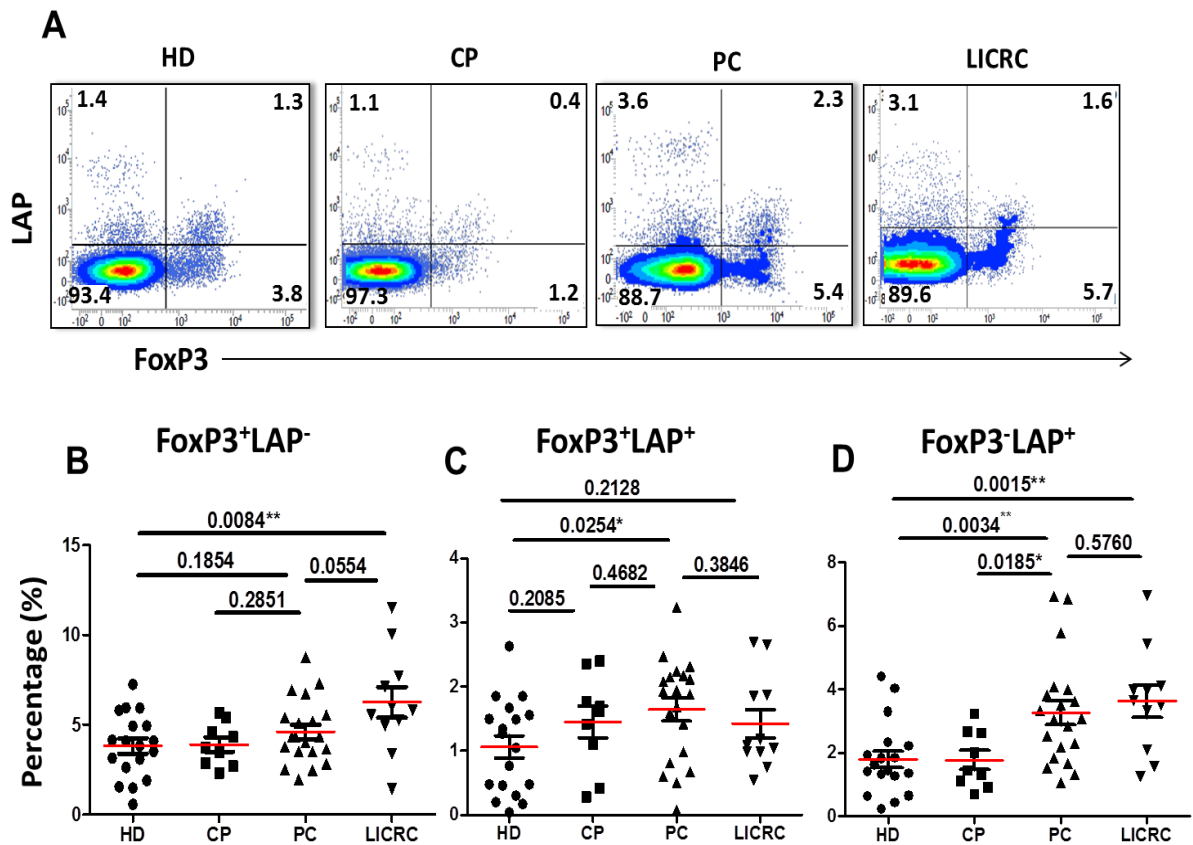 A
HD CP PC LICRC
1.4 1.3 1.1 0.4 3.6 2.3 3.1 1.6
LAP
93.4 3.8 97.3 1.2 88.7 5.4 89.6 5.7
FoxP3
B FoxP3⁺LAP⁻
0.0084**
0.1854 0.0554
0.2851
Percentage (%)
15
10
5
0
HD CP PC LICRC
C FoxP3⁺LAP⁺
0.2128
0.0254*
0.4682 0.3846
0.2085
4
3
2
1
0
HD CP PC LICRC
D FoxP3⁻LAP⁺
0.0015**
0.0034**
0.0185* 0.5760
8
6
4
2
0
HD CP PC LICRC